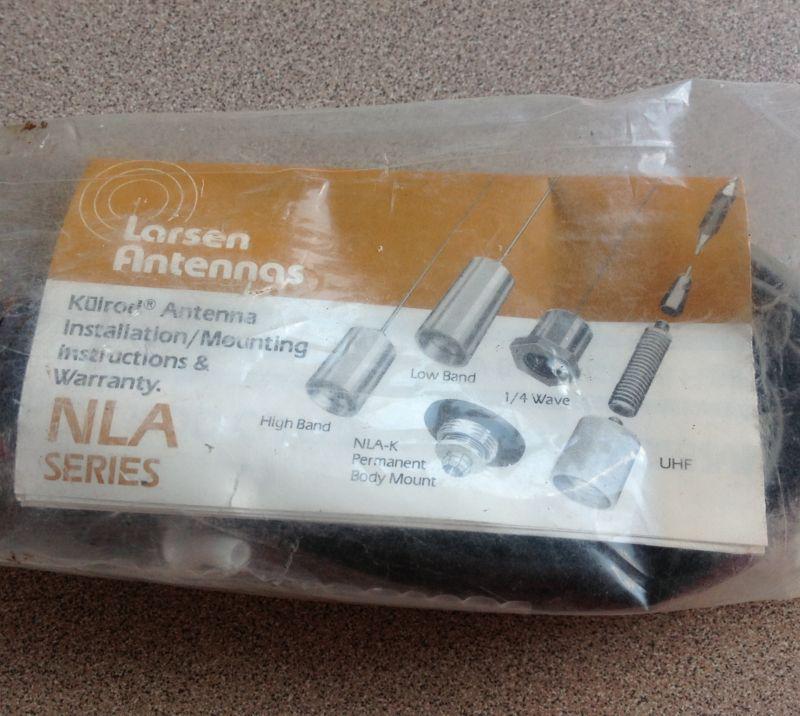 Larsen
Antennas
Külrod® Antenna
Installation/Mounting
Instructions &
Warranty.
NLA
SERIES
High Band
Low Band
1/4 Wave
NLA-K
Permanent
Body Mount
UHF